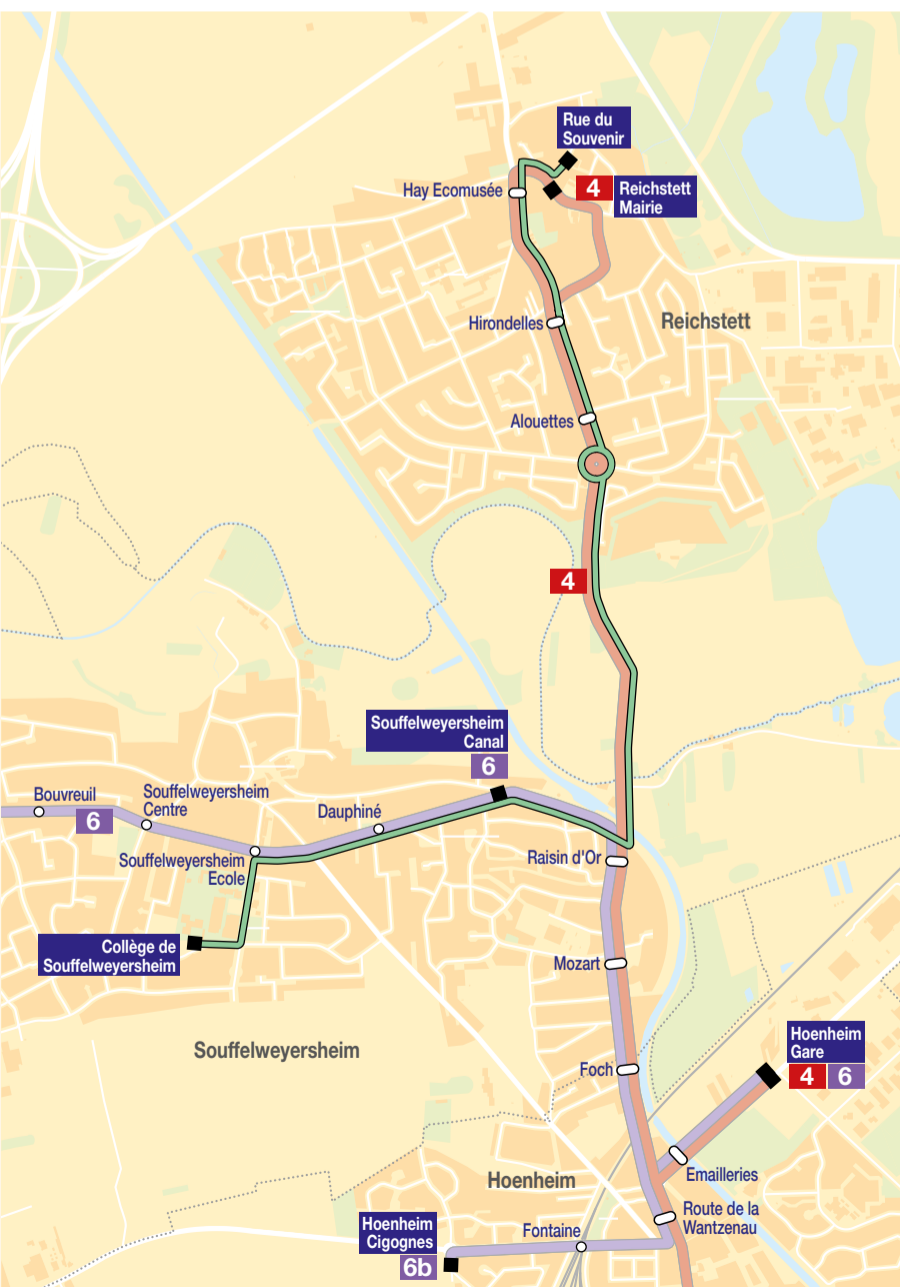 Rue du
Souvenir
Hay Ecomusée
4
Reichstett
Mairie
Hirondelles
Reichstett
Alouettes
4
Souffelweyersheim
Canal
6
Bouvreuil
6
Souffelweyersheim
Centre
Dauphiné
Souffelweyersheim
Ecole
Raisin d'Or
Collège de
Souffelweyersheim
Mozart
Souffelweyersheim
Foch
Hoenheim
Gare
4 6
Emailleries
Hoenheim
Route de la
Wantzenau
Hoenheim
Cigognes
6b
Fontaine